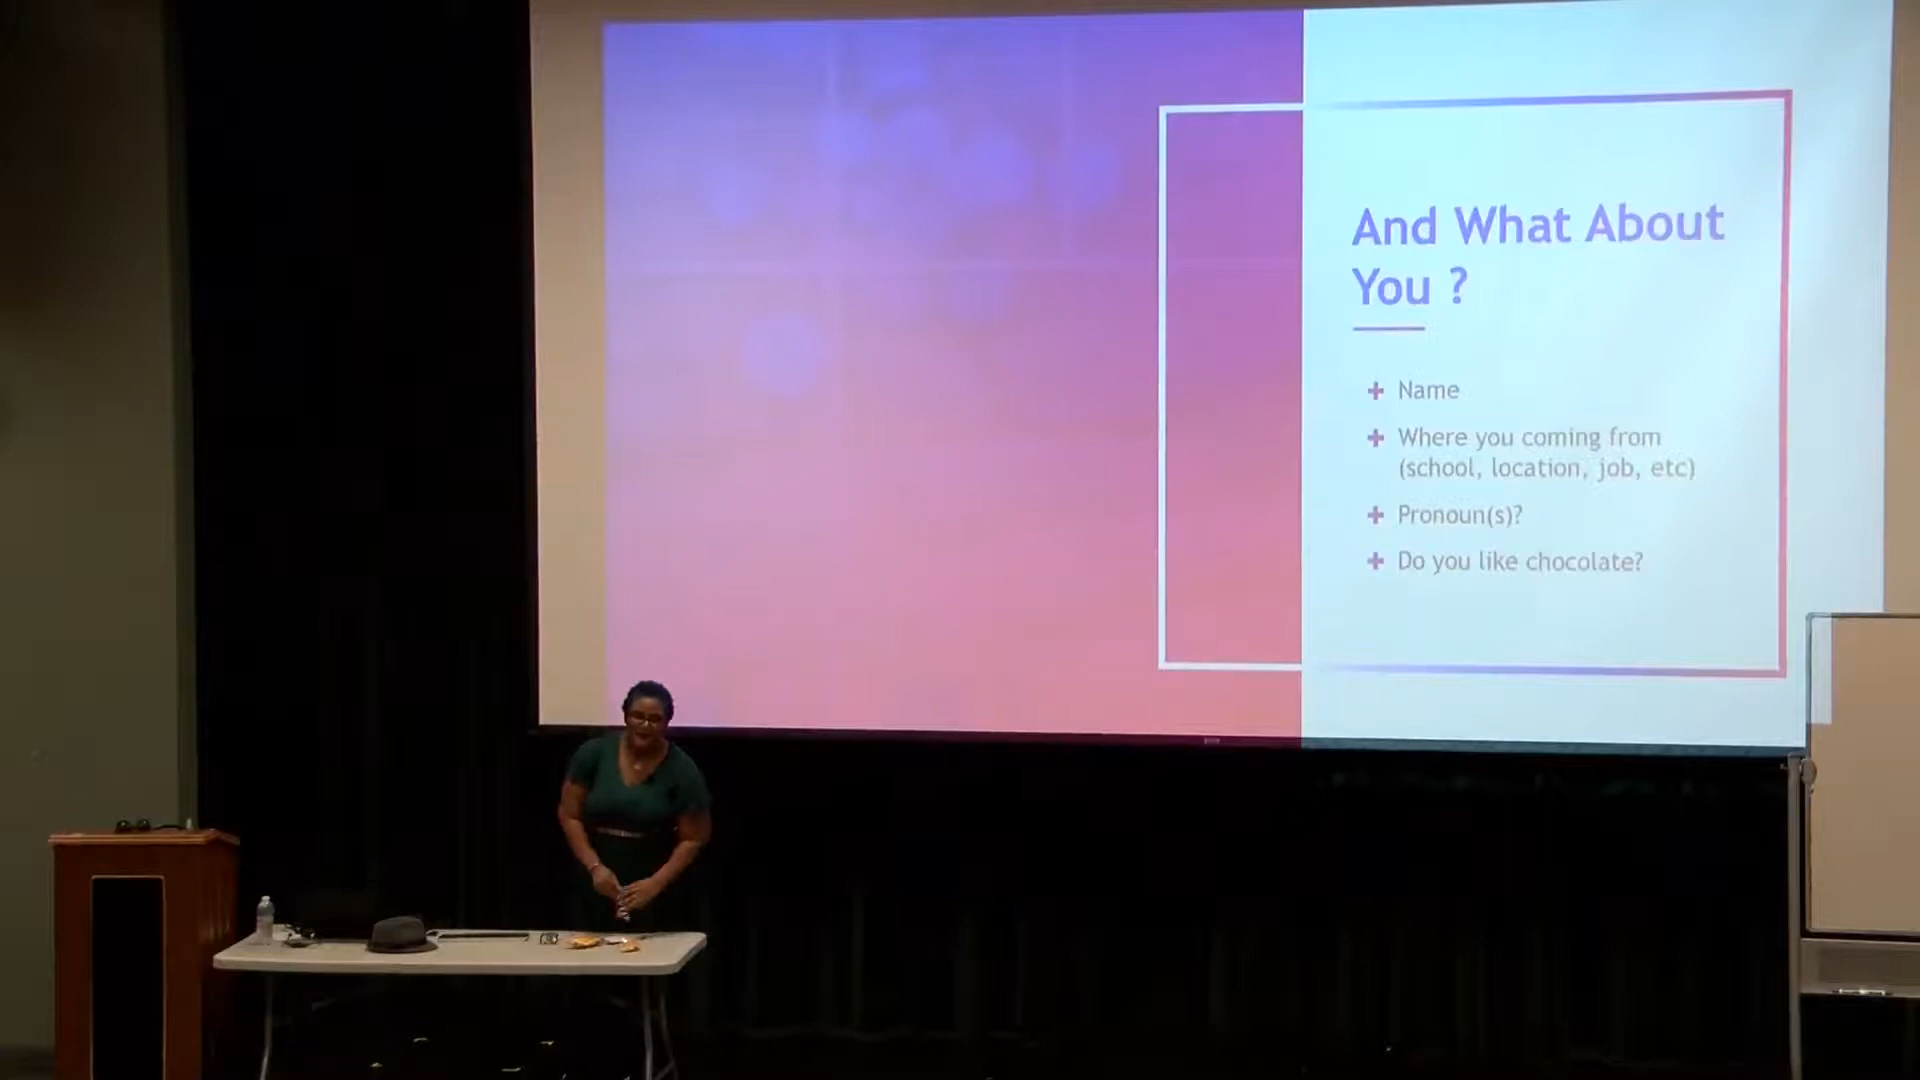 And What About
You ?
Name
Where you coming from
(school, location, job, etc)
Pronoun(s)?
Do you like chocolate?